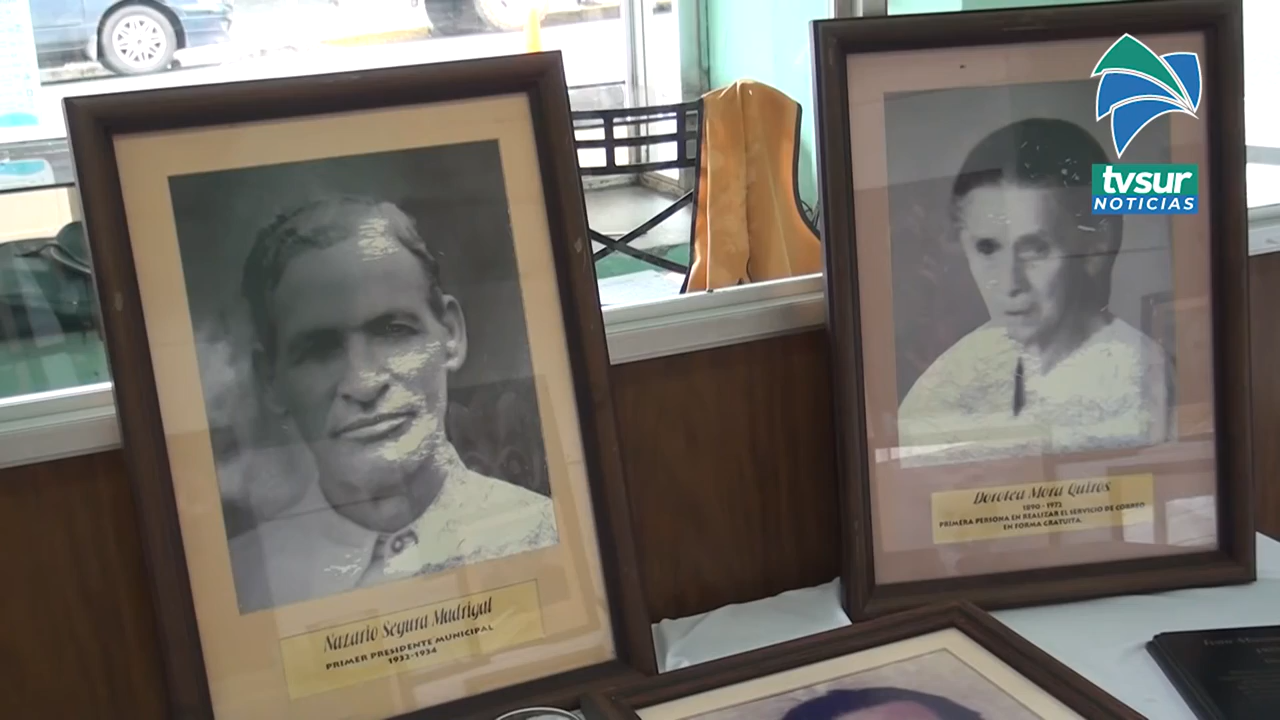 tvsur
NOTICIAS
Nazario Segura Madrigal
PRIMER PRESIDENTE MUNICIPAL
1932-1934
Dorotea Mora Quiros
1890 - 1972
PRIMERA PERSONA EN REALIZAR EL SERVICIO DE CORREO
EN FORMA GRATUITA.